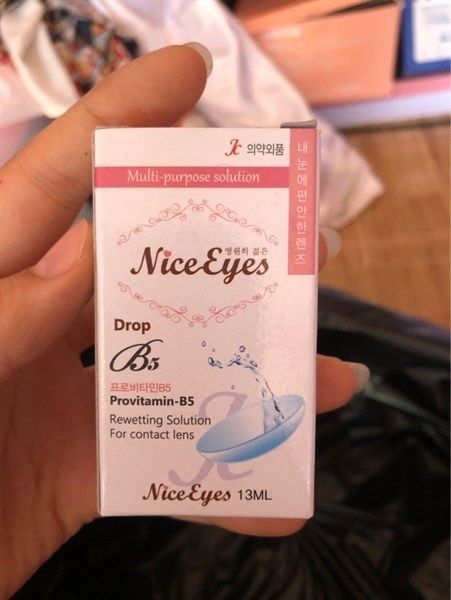 Jc 의약외품
Multi-purpose solution
내 눈에 편안한 렌즈
영원히 젊은
NiceEyes
Drop
B5
프로비타민B5
Provitamin-B5
Rewetting Solution
For contact lens
NiceEyes 13ML